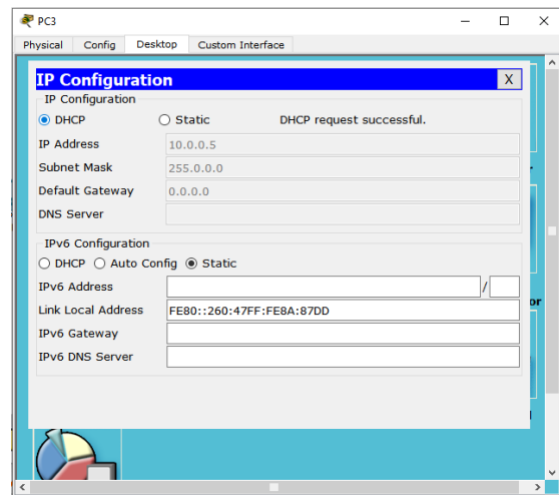 PC3
Physical Config Desktop Custom Interface
IP Configuration X
IP Configuration
DHCP Static DHCP request successful.
IP Address 10.0.0.5
Subnet Mask 255.0.0.0
Default Gateway 0.0.0.0
DNS Server
IPv6 Configuration
DHCP Auto Config Static
IPv6 Address /
Link Local Address FE80::260:47FF:FE8A:87DD
IPv6 Gateway
IPv6 DNS Server
or